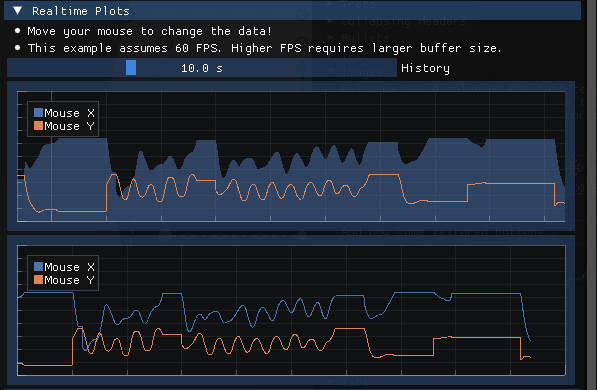 Realtime Plots
Move your mouse to change the data!
This example assumes 60 FPS. Higher FPS requires larger buffer size.
10.0 s History
Mouse X
Mouse Y
Mouse X
Mouse Y